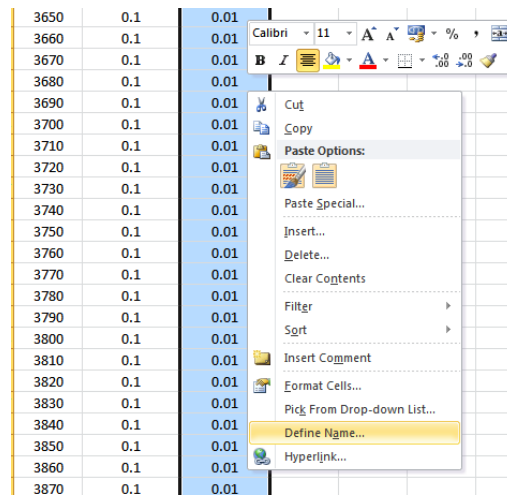 3650 0.1 0.01
Calibri 11 A A % ,
3660 0.1 0.01
B I A .0 .00 .00 .0
3670 0.1 0.01
3680 0.1 0.01
3690 0.1 0.01 Cut
3700 0.1 0.01 Copy
3710 0.1 0.01 Paste Options:
3720 0.1 0.01
3730 0.1 0.01
3740 0.1 0.01 Paste Special...
3750 0.1 0.01 Insert...
3760 0.1 0.01 Delete...
3770 0.1 0.01 Clear Contents
3780 0.1 0.01 Filter
3790 0.1 0.01 Sort
3800 0.1 0.01
3810 0.1 0.01 Insert Comment
3820 0.1 0.01 Format Cells...
3830 0.1 0.01 Pick From Drop-down List...
3840 0.1 0.01 Define Name...
3850 0.1 0.01 Hyperlink...
3860 0.1 0.01
3870 0.1 0.01